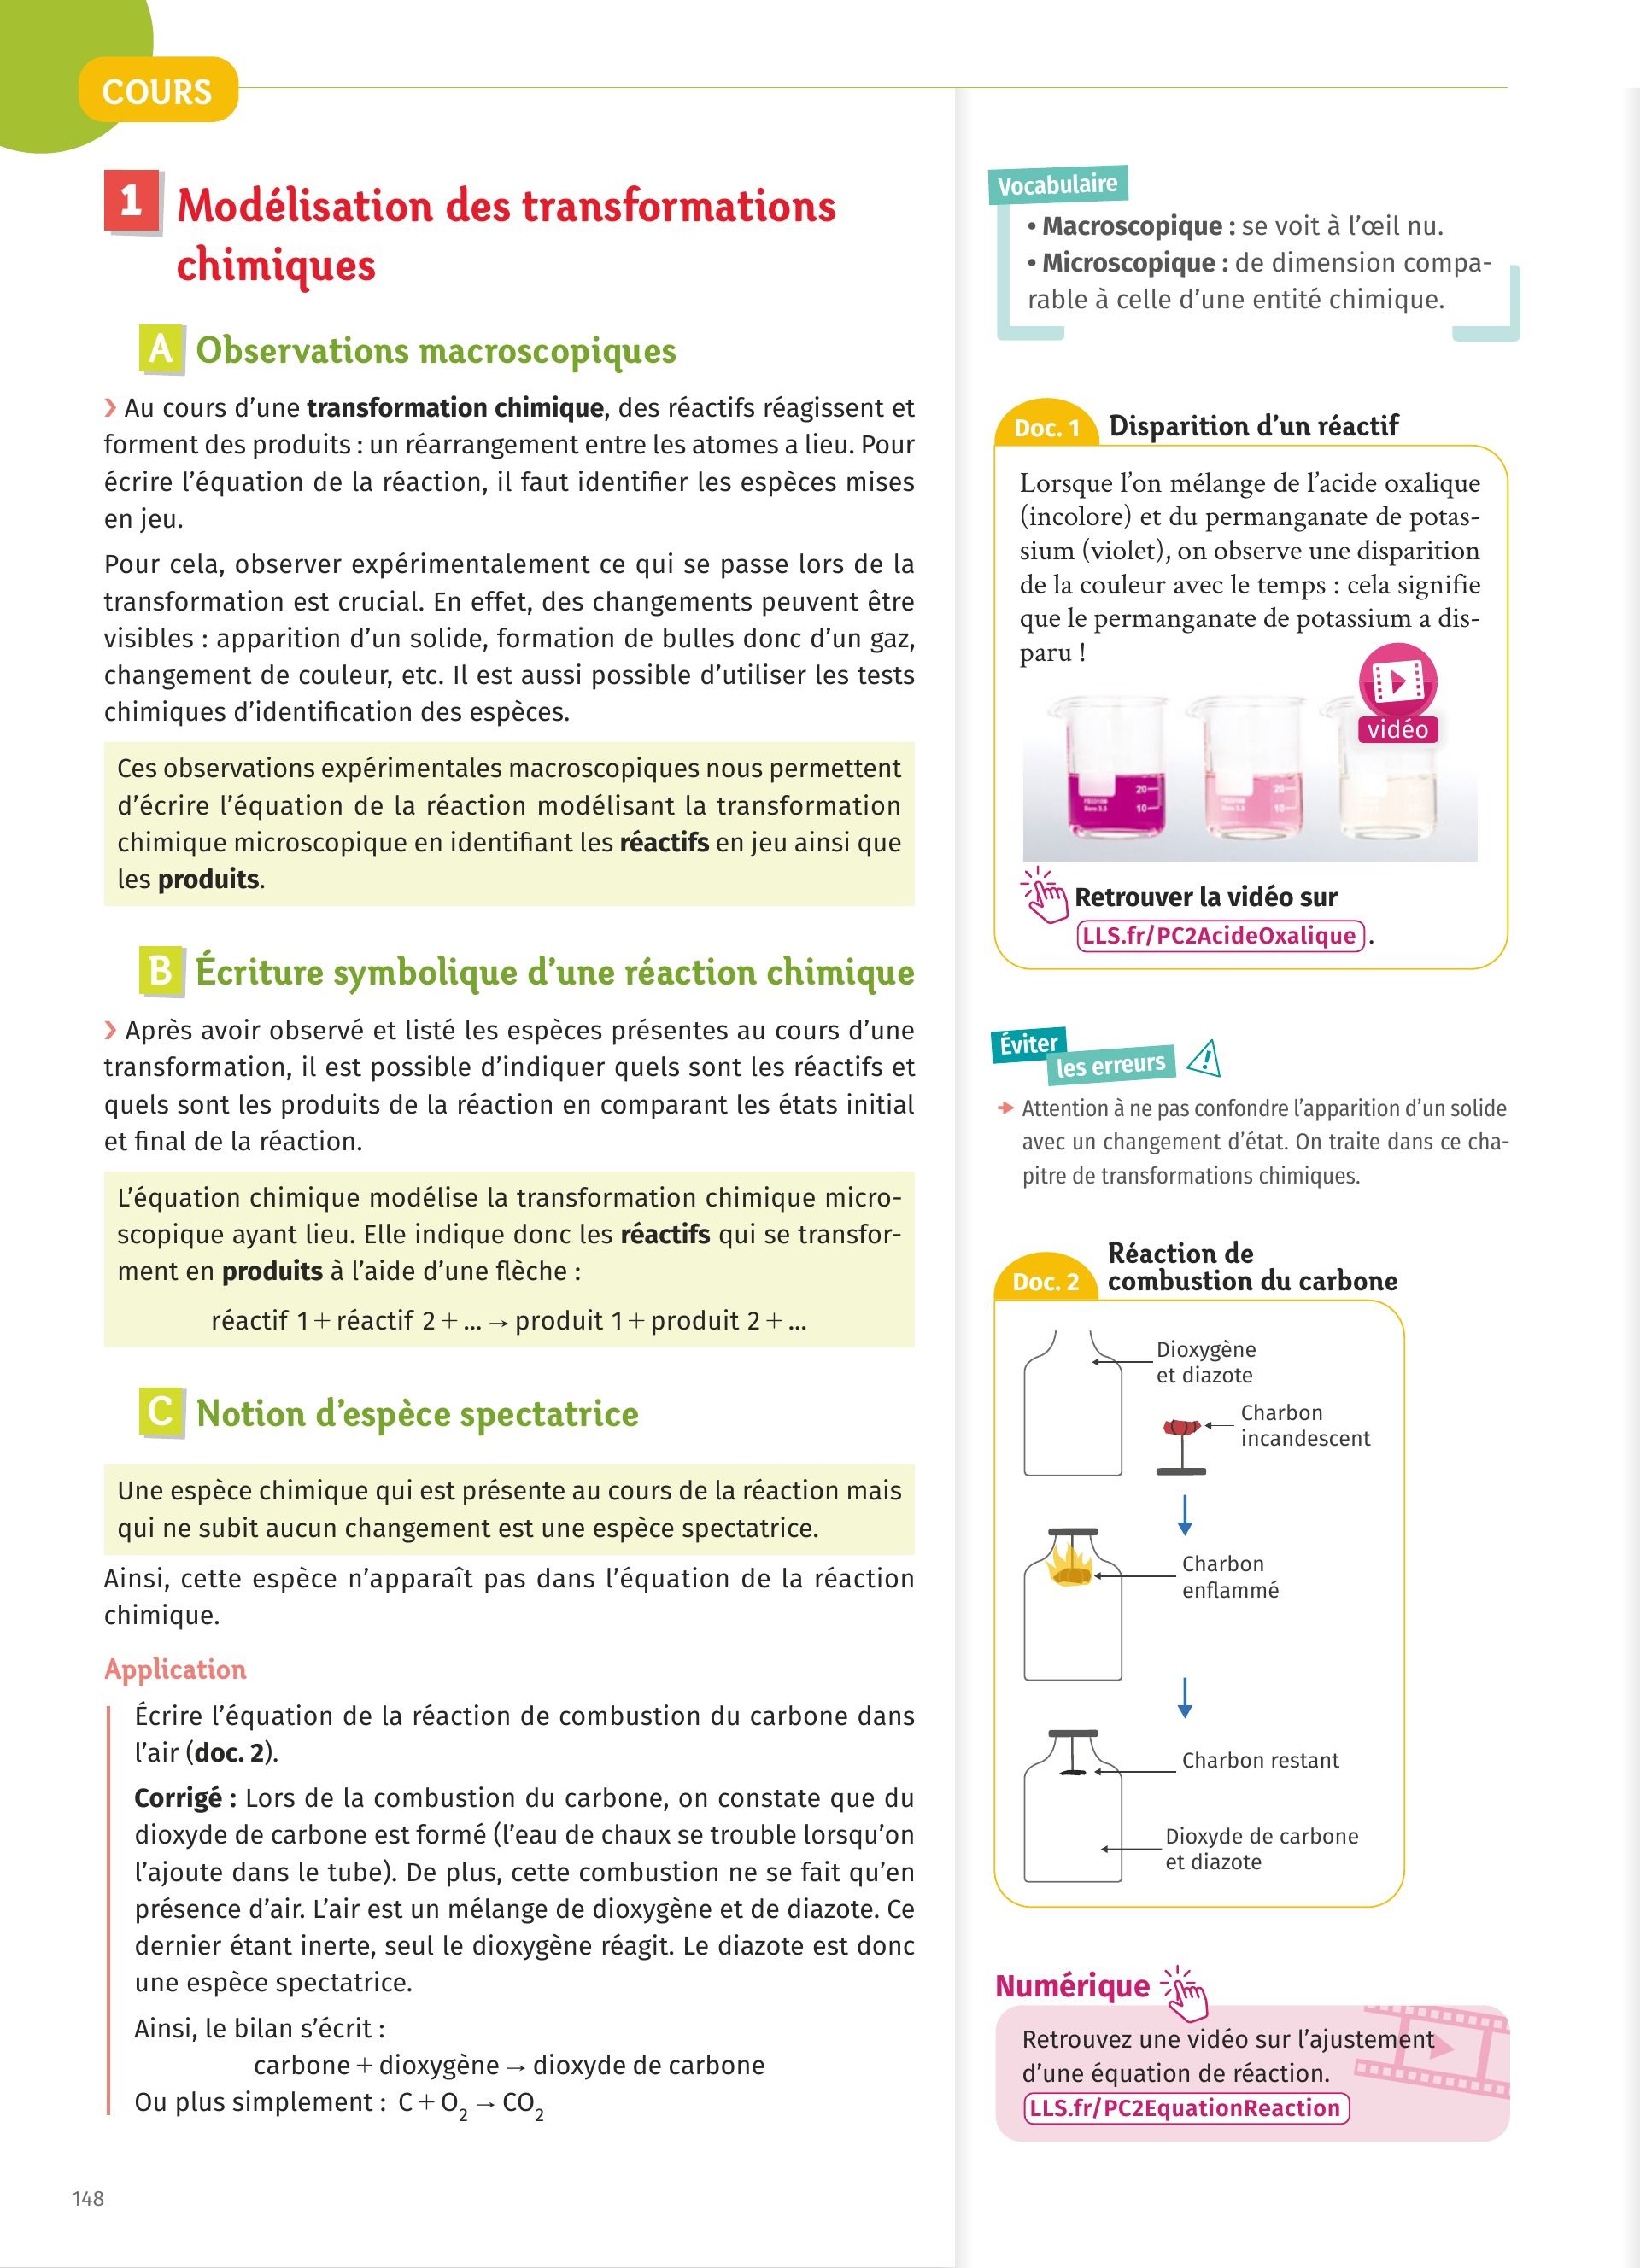 COURS
1 Modélisation des transformations
chimiques
A Observations macroscopiques
› Au cours d’une transformation chimique, des réactifs réagissent et
forment des produits : un réarrangement entre les atomes a lieu. Pour
écrire l’équation de la réaction, il faut identifier les espèces mises
en jeu.
Pour cela, observer expérimentalement ce qui se passe lors de la
transformation est crucial. En effet, des changements peuvent être
visibles : apparition d’un solide, formation de bulles donc d’un gaz,
changement de couleur, etc. Il est aussi possible d’utiliser les tests
chimiques d’identification des espèces.
Ces observations expérimentales macroscopiques nous permettent
d’écrire l’équation de la réaction modélisant la transformation
chimique microscopique en identifiant les réactifs en jeu ainsi que
les produits.
B Écriture symbolique d’une réaction chimique
› Après avoir observé et listé les espèces présentes au cours d’une
transformation, il est possible d’indiquer quels sont les réactifs et
quels sont les produits de la réaction en comparant les états initial
et final de la réaction.
L’équation chimique modélise la transformation chimique micro-
scopique ayant lieu. Elle indique donc les réactifs qui se transfor-
ment en produits à l’aide d’une flèche :
réactif 1 + réactif 2 + … → produit 1 + produit 2 + …
C Notion d’espèce spectatrice
Une espèce chimique qui est présente au cours de la réaction mais
qui ne subit aucun changement est une espèce spectatrice.
Ainsi, cette espèce n’apparaît pas dans l’équation de la réaction
chimique.
Application
Écrire l’équation de la réaction de combustion du carbone dans
l’air (doc. 2).
Corrigé : Lors de la combustion du carbone, on constate que du
dioxyde de carbone est formé (l’eau de chaux se trouble lorsqu’on
l’ajoute dans le tube). De plus, cette combustion ne se fait qu’en
présence d’air. L’air est un mélange de dioxygène et de diazote. Ce
dernier étant inerte, seul le dioxygène réagit. Le diazote est donc
une espèce spectatrice.
Ainsi, le bilan s’écrit :
carbone + dioxygène → dioxyde de carbone
Ou plus simplement : C + O₂ → CO₂
148
Vocabulaire
• Macroscopique : se voit à l’œil nu.
• Microscopique : de dimension compa-
rable à celle d’une entité chimique.
Doc. 1 Disparition d’un réactif
Lorsque l’on mélange de l’acide oxalique
(incolore) et du permanganate de potas-
sium (violet), on observe une disparition
de la couleur avec le temps : cela signifie
que le permanganate de potassium a dis-
paru !
vidéo
20
10
20
10
Retrouver la vidéo sur
LLS.fr/PC2AcideOxalique .
Éviter
les erreurs
Attention à ne pas confondre l’apparition d’un solide
avec un changement d’état. On traite dans ce cha-
pitre de transformations chimiques.
Doc. 2 Réaction de
combustion du carbone
Dioxygène
et diazote
Charbon
incandescent
Charbon
enflammé
Charbon restant
Dioxyde de carbone
et diazote
Numérique
Retrouvez une vidéo sur l’ajustement
d’une équation de réaction.
LLS.fr/PC2EquationReaction